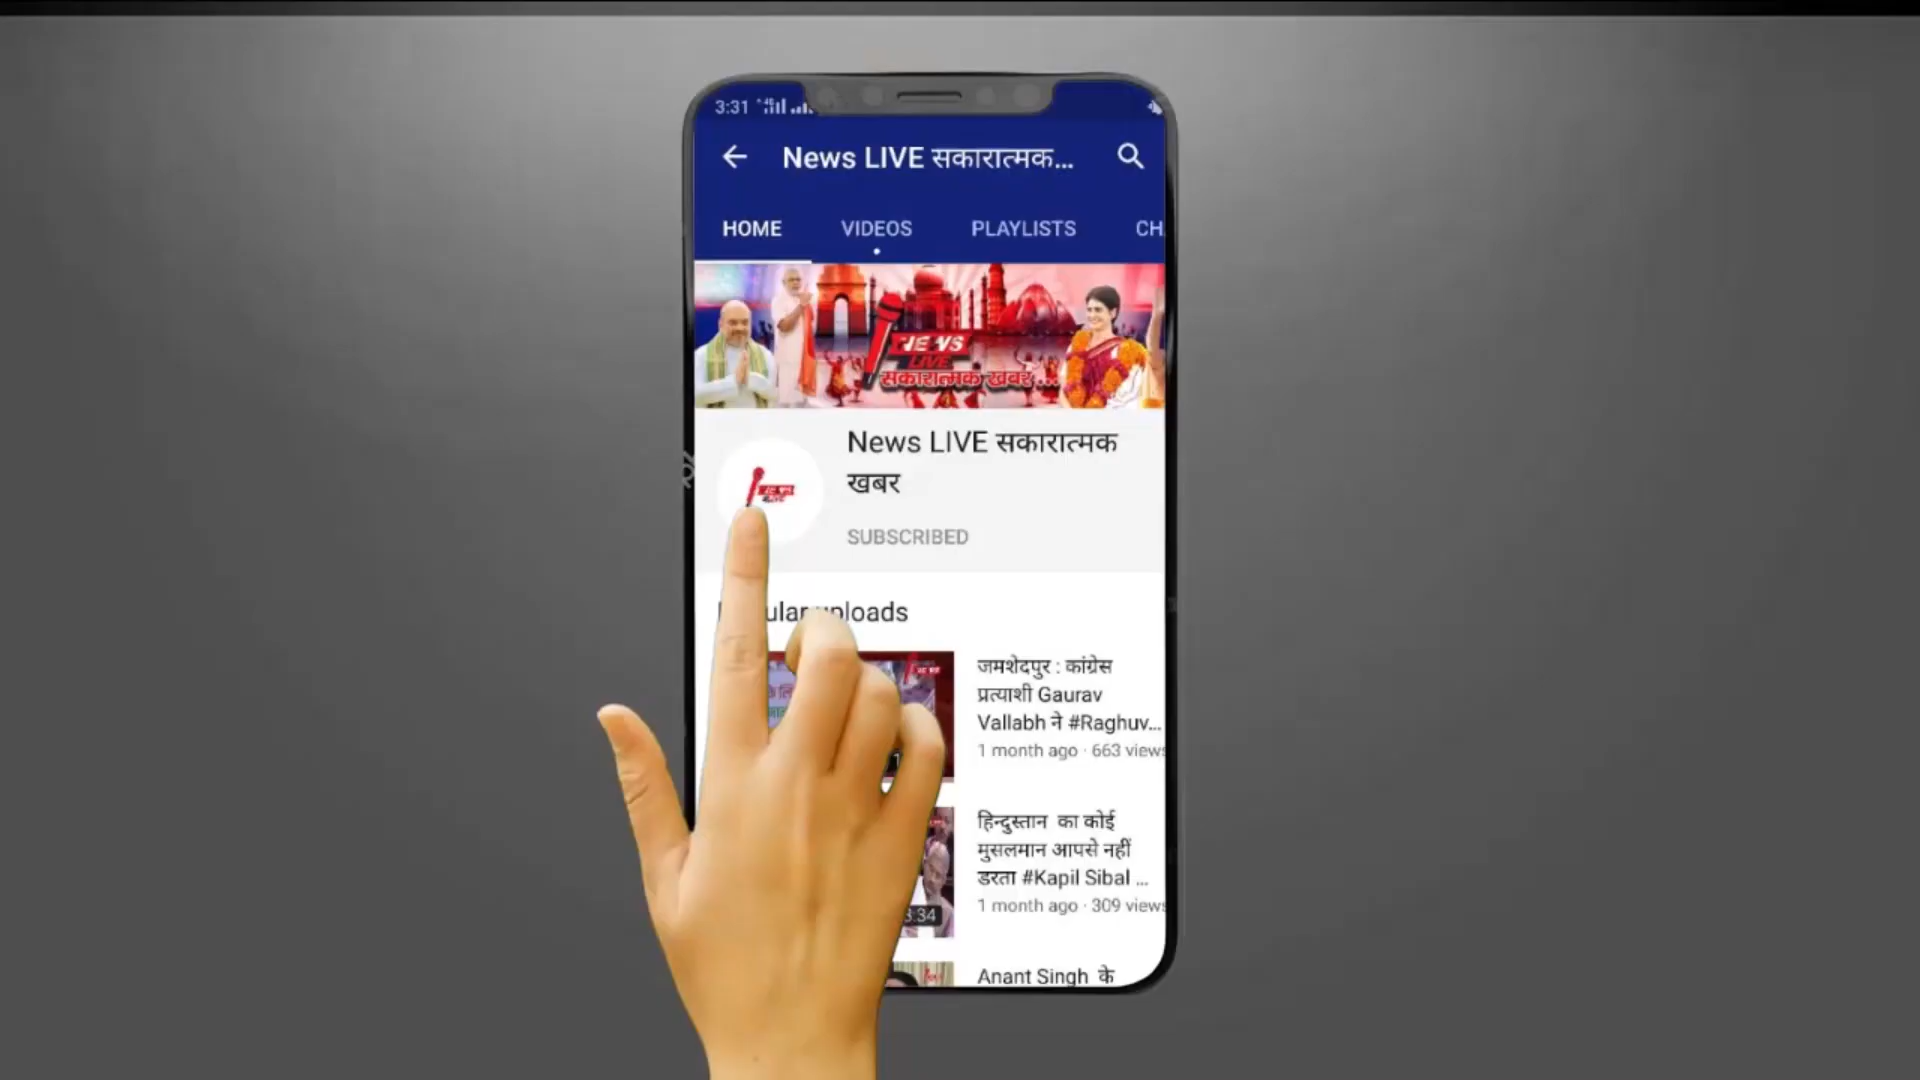 3:31
News LIVE सकारात्मक...
HOME VIDEOS PLAYLISTS CH
NEWS
LIVE
सकारात्मक खबर ...
News LIVE सकारात्मक
खबर
SUBSCRIBED
uploads
जमशेदपुर : कांग्रेस
प्रत्याशी Gaurav
Vallabh ने #Raghuv...
1 month ago · 663 views
हिन्दुस्तान का कोई
मुसलमान आपसे नहीं
डरता #Kapil Sibal ...
1 month ago · 309 views
3:34
Anant Singh के